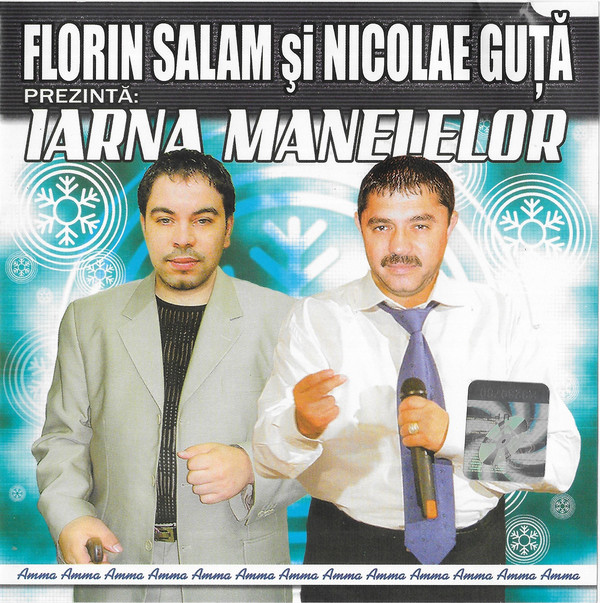 FLORIN SALAM şi NICOLAE GUŢĂ
PREZINTĂ:
IARNA MANELELOR
Amma Amma Amma Amma Amma Amma Amma Amma Amma Amma Amma Amma Amma